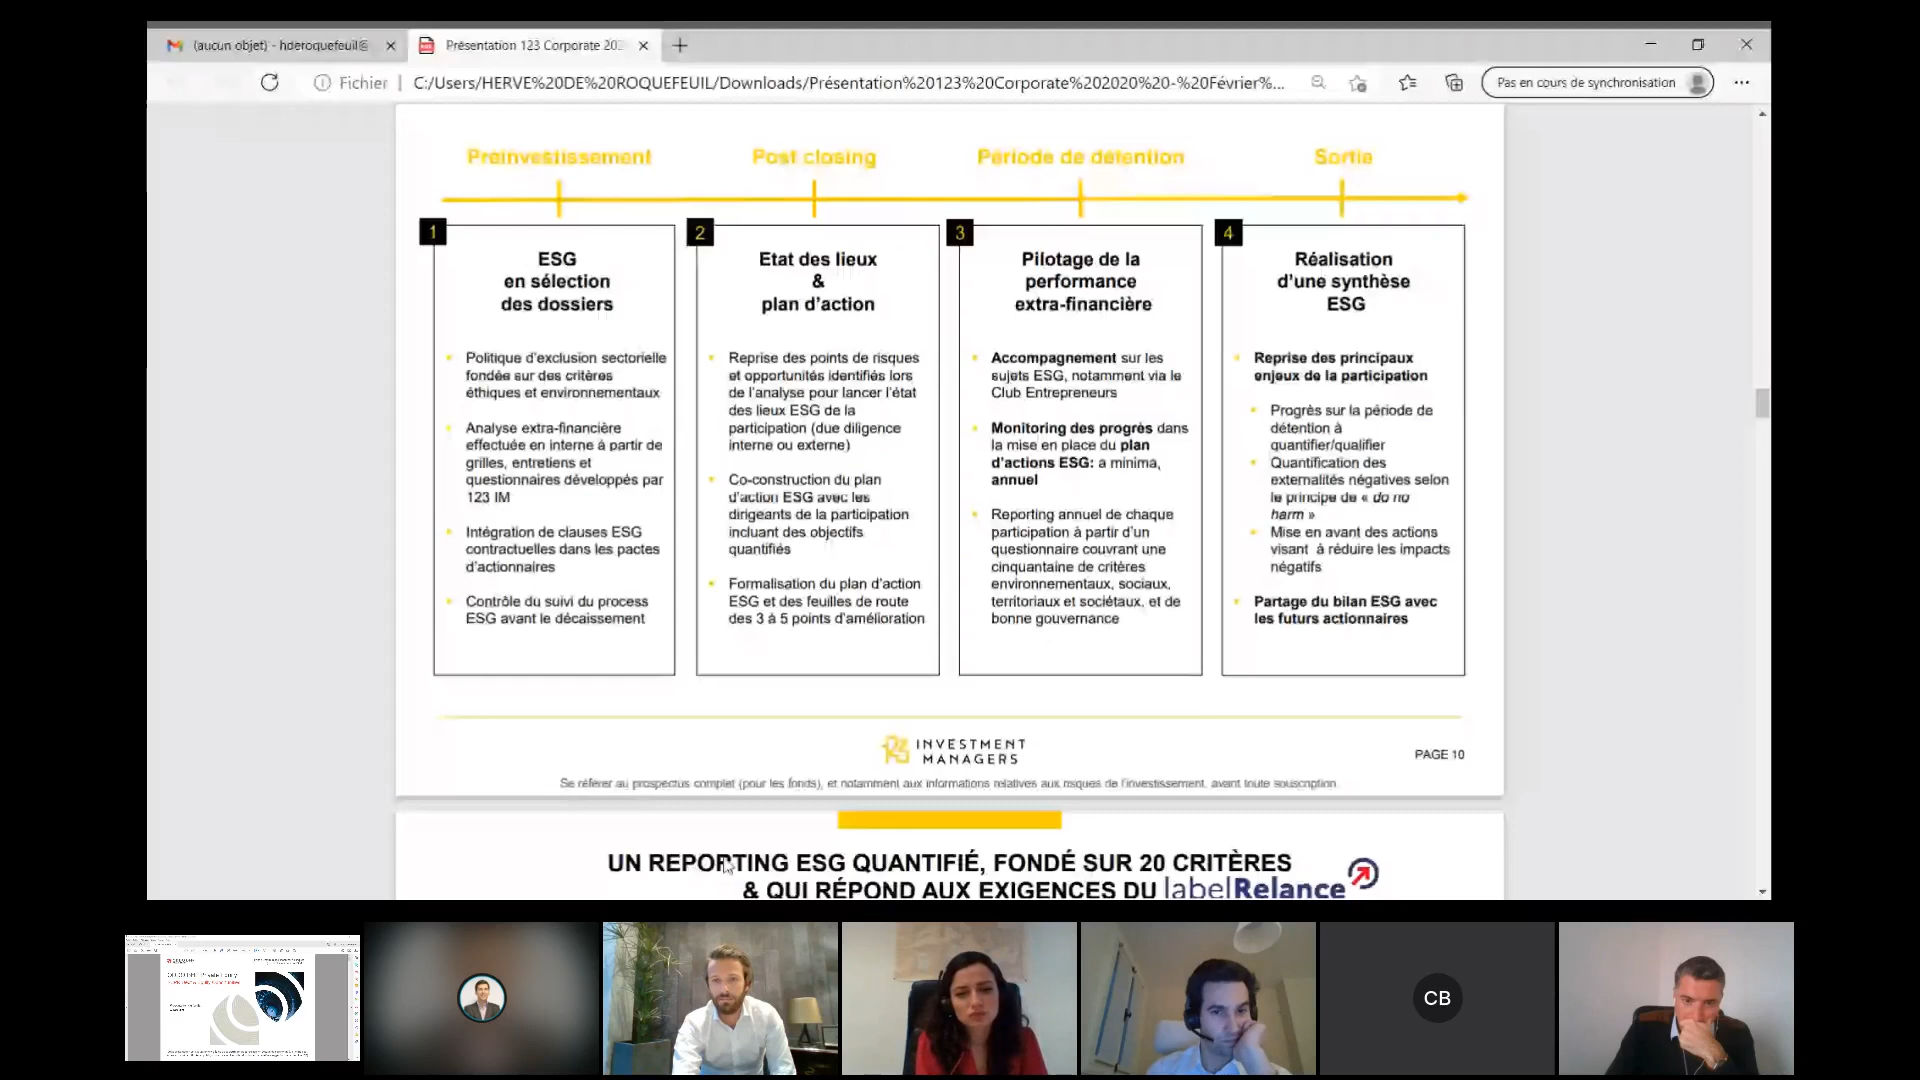 (aucun objet) - hderoquefeuil@
Présentation 123 Corporate 202
Fichier
C:/Users/HERVE%20DE%20ROQUEFEUIL/Downloads/Présentation%20123%20Corporate%202020%20-%20Février%...
Pas en cours de synchronisation
Préinvestissement
Post closing
Période de détention
Sortie
1
ESG
en sélection
des dossiers
Politique d'exclusion sectorielle
fondée sur des critères
éthiques et environnementaux
Analyse extra-financière
effectuée en interne à partir de
grilles, entretiens et
questionnaires développés par
123 IM
Intégration de clauses ESG
contractuelles dans les pactes
d'actionnaires
Contrôle du suivi du process
ESG avant le décaissement
2
Etat des lieux
&
plan d'action
Reprise des points de risques
et opportunités identifiés lors
de l'analyse pour lancer l'état
des lieux ESG de la
participation (due diligence
interne ou externe)
Co-construction du plan
d'action ESG avec les
dirigeants de la participation
incluant des objectifs
quantifiés
Formalisation du plan d'action
ESG et des feuilles de route
des 3 à 5 points d'amélioration
3
Pilotage de la
performance
extra-financière
Accompagnement sur les
sujets ESG, notamment via le
Club Entrepreneurs
Monitoring des progrès dans
la mise en place du plan
d'actions ESG: a minima,
annuel
Reporting annuel de chaque
participation à partir d'un
questionnaire couvrant une
cinquantaine de critères
environnementaux, sociaux,
territoriaux et sociétaux, et de
bonne gouvernance
4
Réalisation
d'une synthèse
ESG
Reprise des principaux
enjeux de la participation
Progrès sur la période de
détention à
quantifier/qualifier
Quantification des
externalités négatives selon
le principe de « do no
harm »
Mise en avant des actions
visant à réduire les impacts
négatifs
Partage du bilan ESG avec
les futurs actionnaires
123 INVESTMENT
MANAGERS
PAGE 10
Se référer au prospectus complet (pour les fonds), et notamment aux informations relatives aux risques de l'investissement, avant toute souscription.
UN REPORTING ESG QUANTIFIÉ, FONDÉ SUR 20 CRITÈRES
& QUI RÉPOND AUX EXIGENCES DU labelRelance
CB